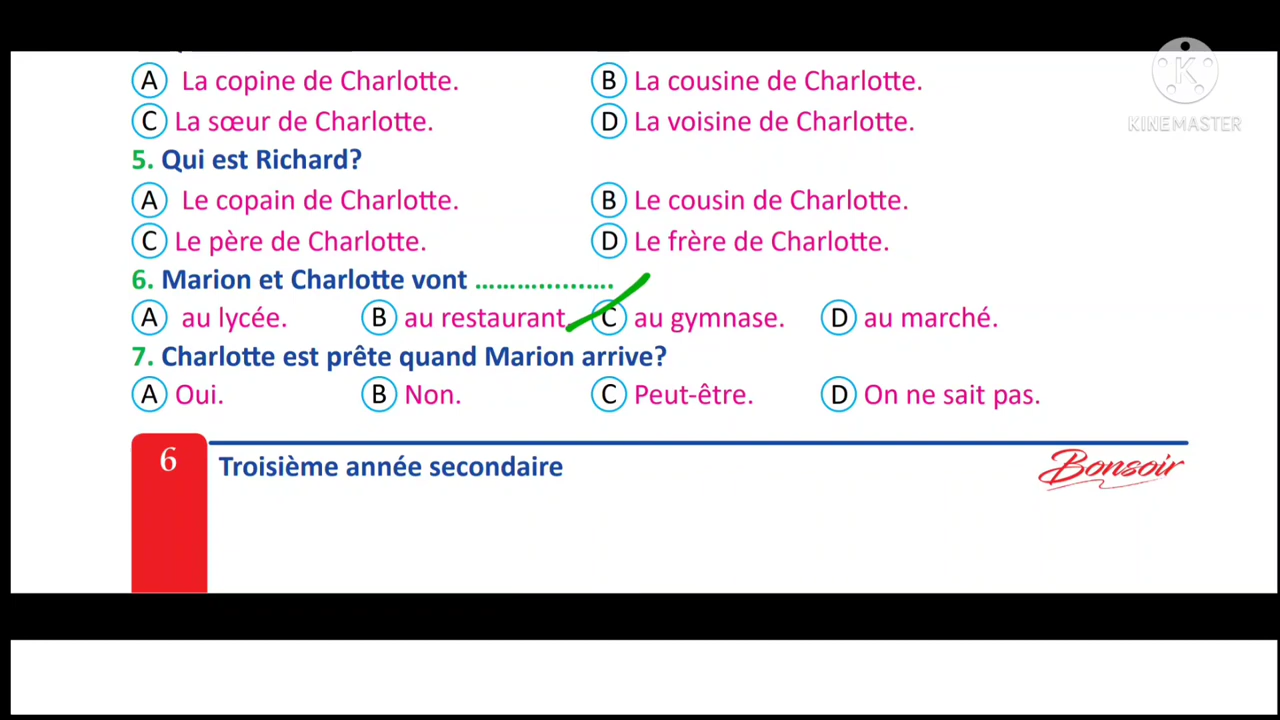 KINEMASTER
A La copine de Charlotte. B La cousine de Charlotte.
C La sœur de Charlotte. D La voisine de Charlotte.
5. Qui est Richard?
A Le copain de Charlotte. B Le cousin de Charlotte.
C Le père de Charlotte. D Le frère de Charlotte.
6. Marion et Charlotte vont ......................
A au lycée. B au restaurant. C au gymnase. D au marché.
7. Charlotte est prête quand Marion arrive?
A Oui. B Non. C Peut-être. D On ne sait pas.
6 Troisième année secondaire Bonsoir